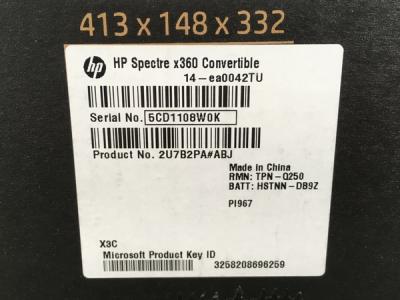 413 x 148 x 332
hp HP Spectre x360 Convertible
14-ea0042TU
Serial No. 5CD1108W0K
Product No. 2U7B2PA#ABJ
Made in China
RMN: TPN-Q250
BATT: HSTNN-DB9Z
PI967
X3C
Microsoft Product Key ID
3258208696259